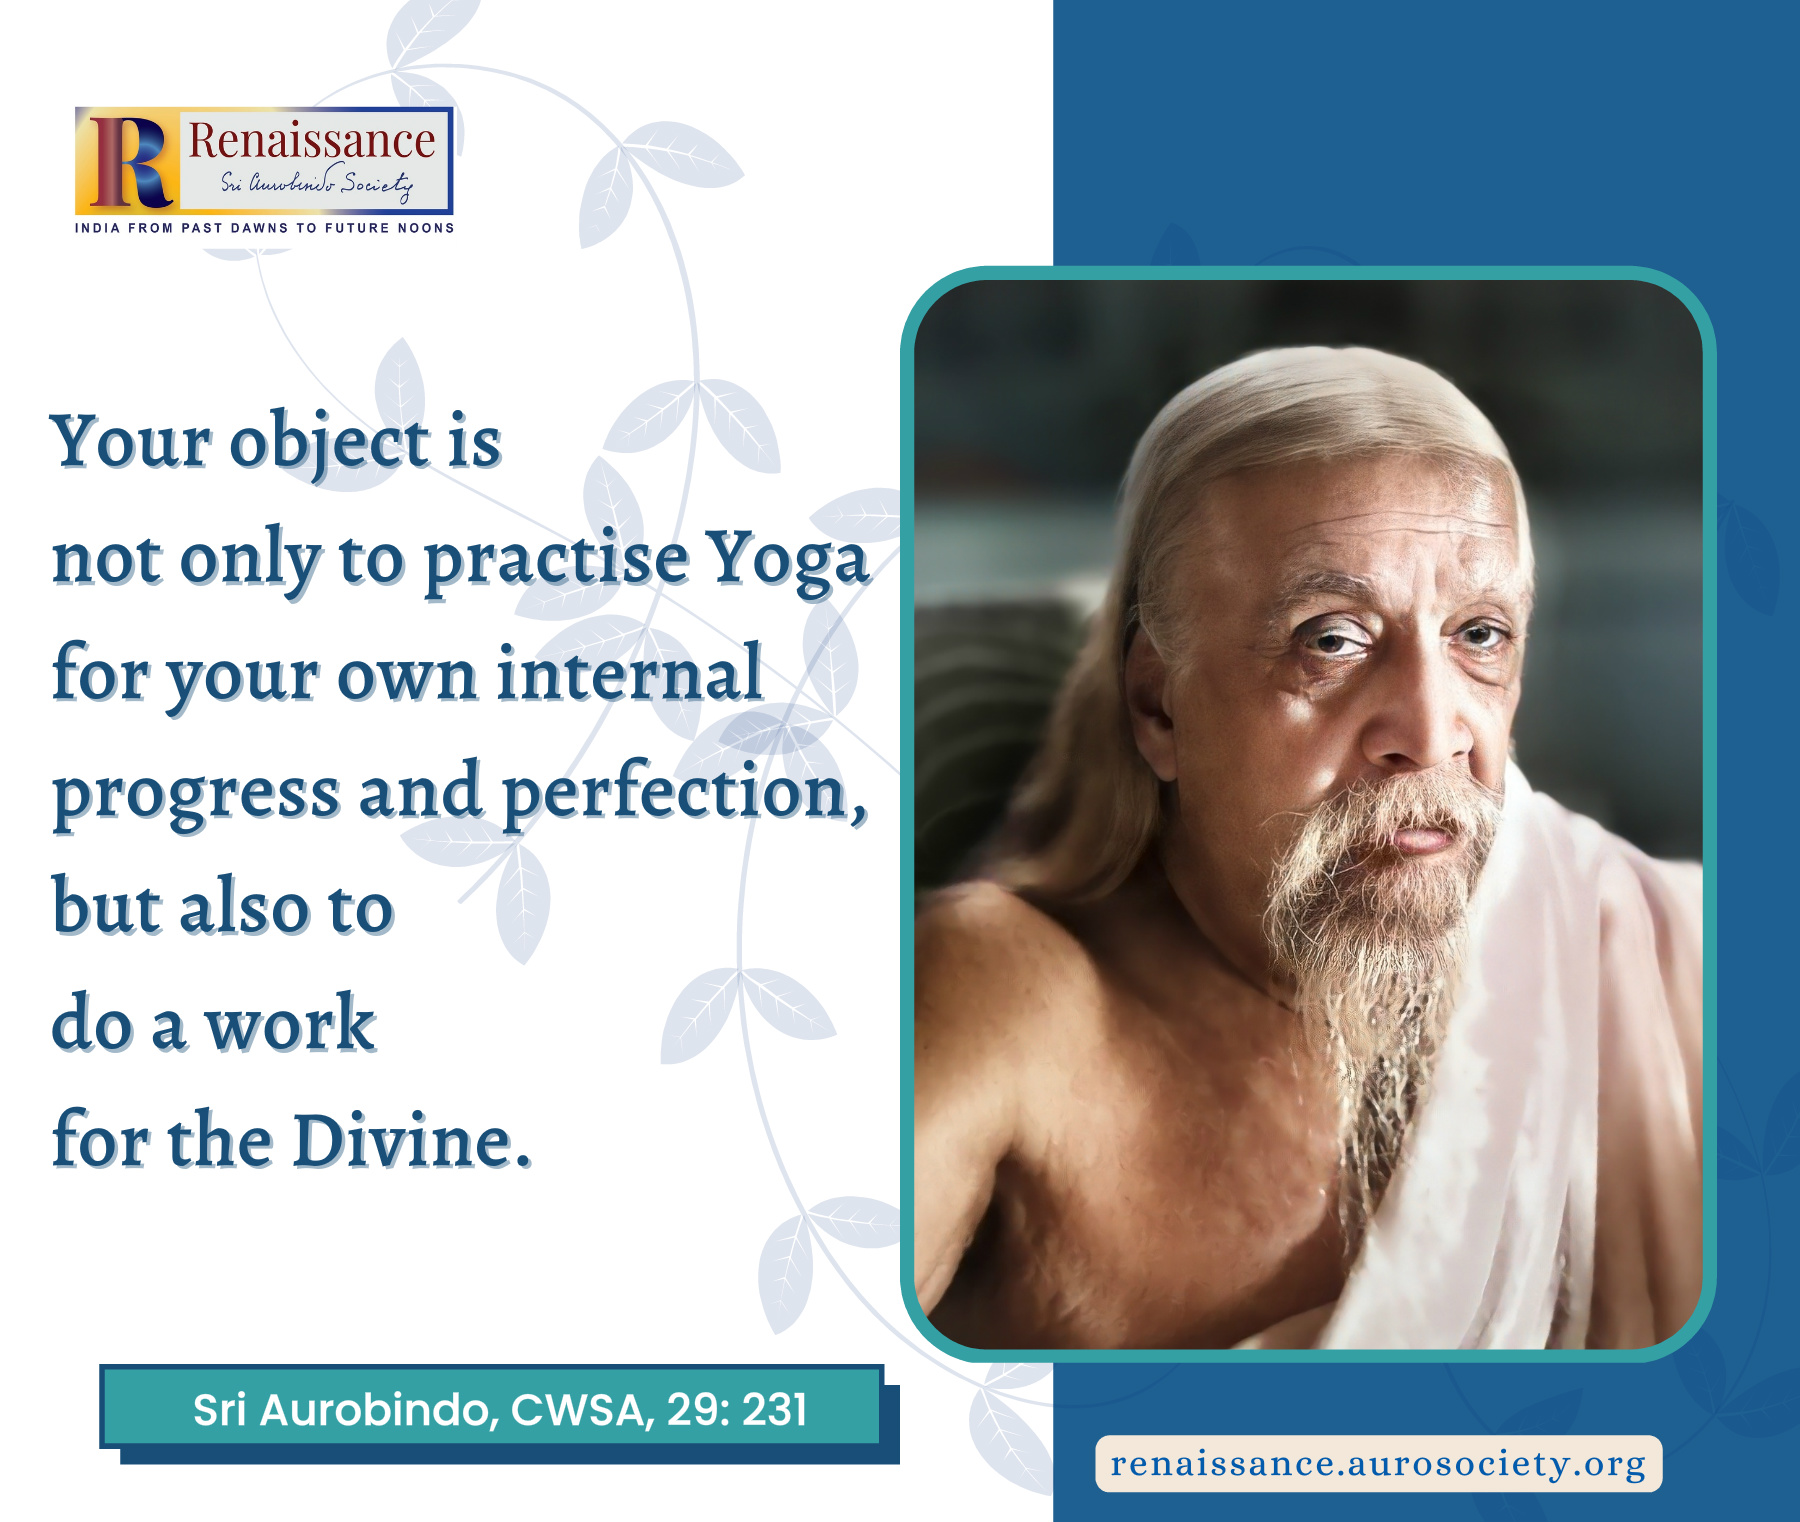 R Renaissance
Sri Aurobindo Society
INDIA FROM PAST DAWNS TO FUTURE NOONS
Your object is
not only to practise Yoga
for your own internal
progress and perfection,
but also to
do a work
for the Divine.
Sri Aurobindo, CWSA, 29: 231
renaissance.aurosociety.org